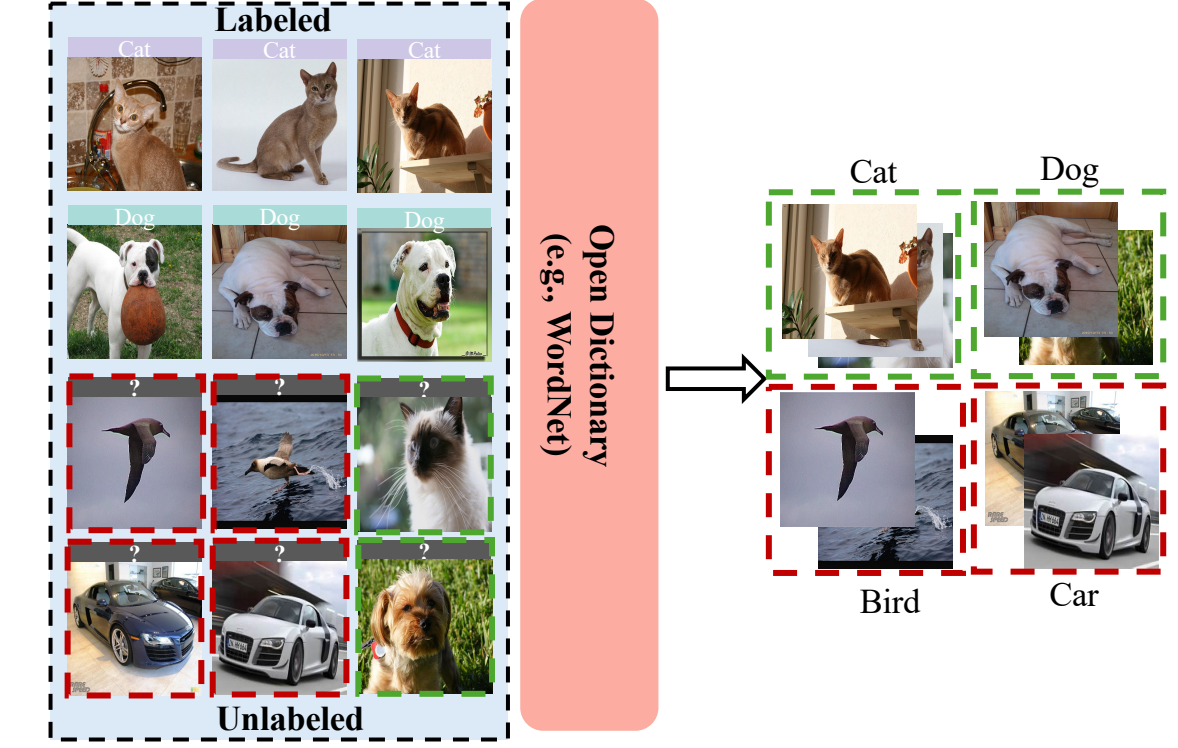 Labeled
Cat
Cat
Cat
Dog
Dog
Dog
?
?
?
?
?
?
Unlabeled
Open Dictionary
(e.g., WordNet)
Cat
Dog
Bird
Car